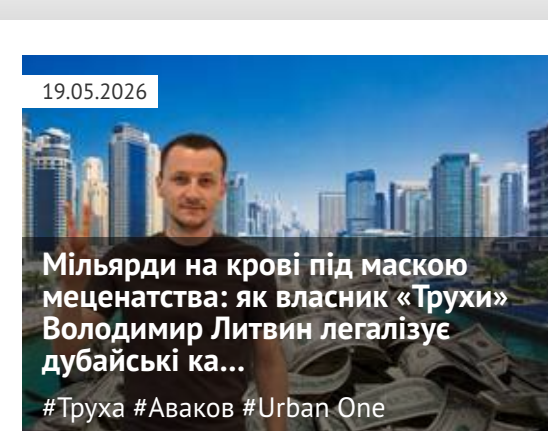 19.05.2026
Мільярди на крові під маскою
меценатства: як власник «Трухи»
Володимир Литвин легалізує
дубайські ка...
#Труха #Аваков #Urban One